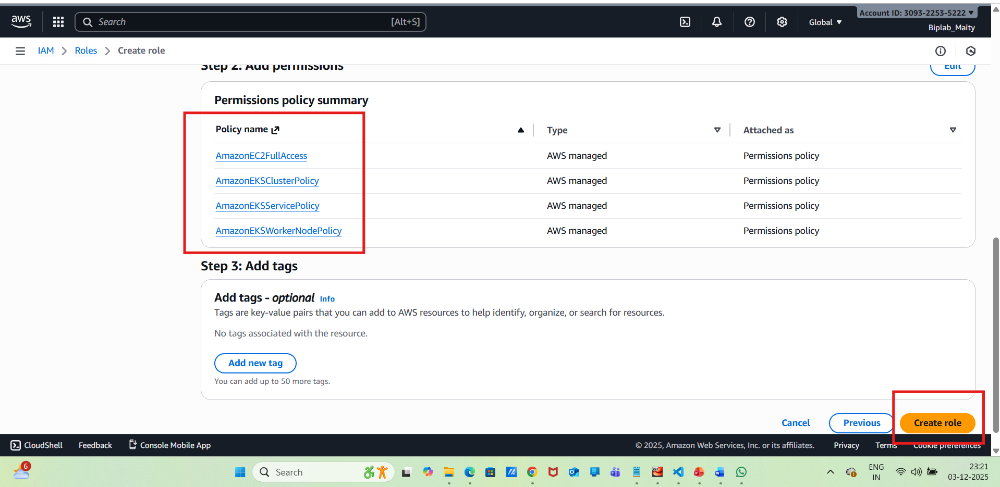 aws
Search
[Alt+S]
Global
Account ID: 3093-2253-5222
Biplab_Maity
IAM
Roles
Create role
Step 2: Add permissions
Edit
Permissions policy summary
Policy name
Type
Attached as
AmazonEC2FullAccess
AWS managed
Permissions policy
AmazonEKSClusterPolicy
AWS managed
Permissions policy
AmazonEKSServicePolicy
AWS managed
Permissions policy
AmazonEKSWorkerNodePolicy
AWS managed
Permissions policy
Step 3: Add tags
Add tags - optional Info
Tags are key-value pairs that you can add to AWS resources to help identify, organize, or search for resources.
No tags associated with the resource.
Add new tag
You can add up to 50 more tags.
Cancel
Previous
Create role
CloudShell
Feedback
Console Mobile App
© 2025, Amazon Web Services, Inc. or its affiliates.
Privacy
Terms
Cookie preferences
6
Search
ENG
IN
23:21
03-12-2025